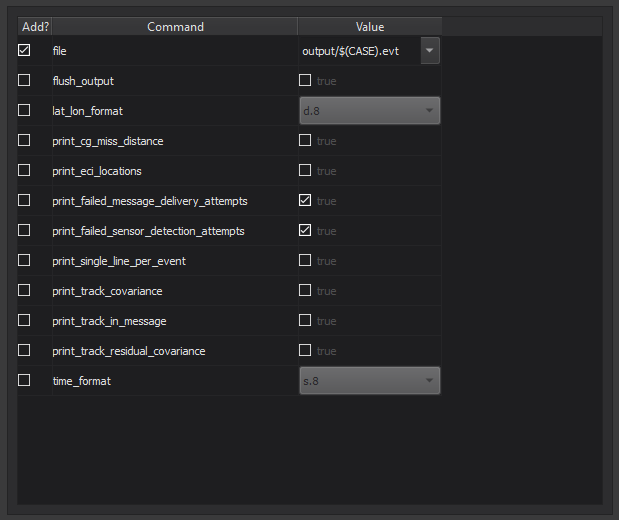 Add? Command Value
file output/$(CASE).evt
flush_output true
lat_lon_format d.8
print_cg_miss_distance true
print_eci_locations true
print_failed_message_delivery_attempts true
print_failed_sensor_detection_attempts true
print_single_line_per_event true
print_track_covariance true
print_track_in_message true
print_track_residual_covariance true
time_format s.8